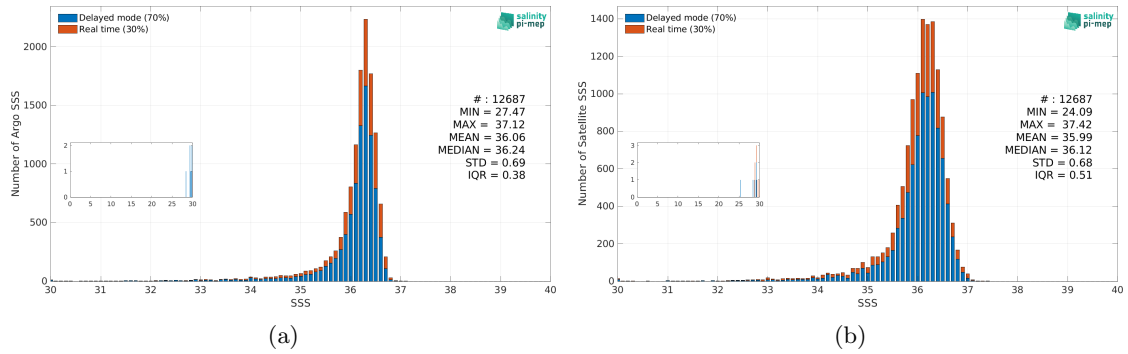 Delayed mode (70%)
Real time (30%)
salinity
pi-mep
Number of Argo SSS
2000
1500
1000
500
0
# : 12687
MIN = 27.47
MAX = 37.12
MEAN = 36.06
MEDIAN = 36.24
STD = 0.69
IQR = 0.38
2
1
0
0 5 10 15 20 25 30
30 31 32 33 34 35 36 37 38 39 40
SSS
(a)
Delayed mode (70%)
Real time (30%)
salinity
pi-mep
Number of Satellite SSS
1400
1200
1000
800
600
400
200
0
# : 12687
MIN = 24.09
MAX = 37.42
MEAN = 35.99
MEDIAN = 36.12
STD = 0.68
IQR = 0.51
3
2
1
0
0 5 10 15 20 25 30
30 31 32 33 34 35 36 37 38 39 40
SSS
(b)